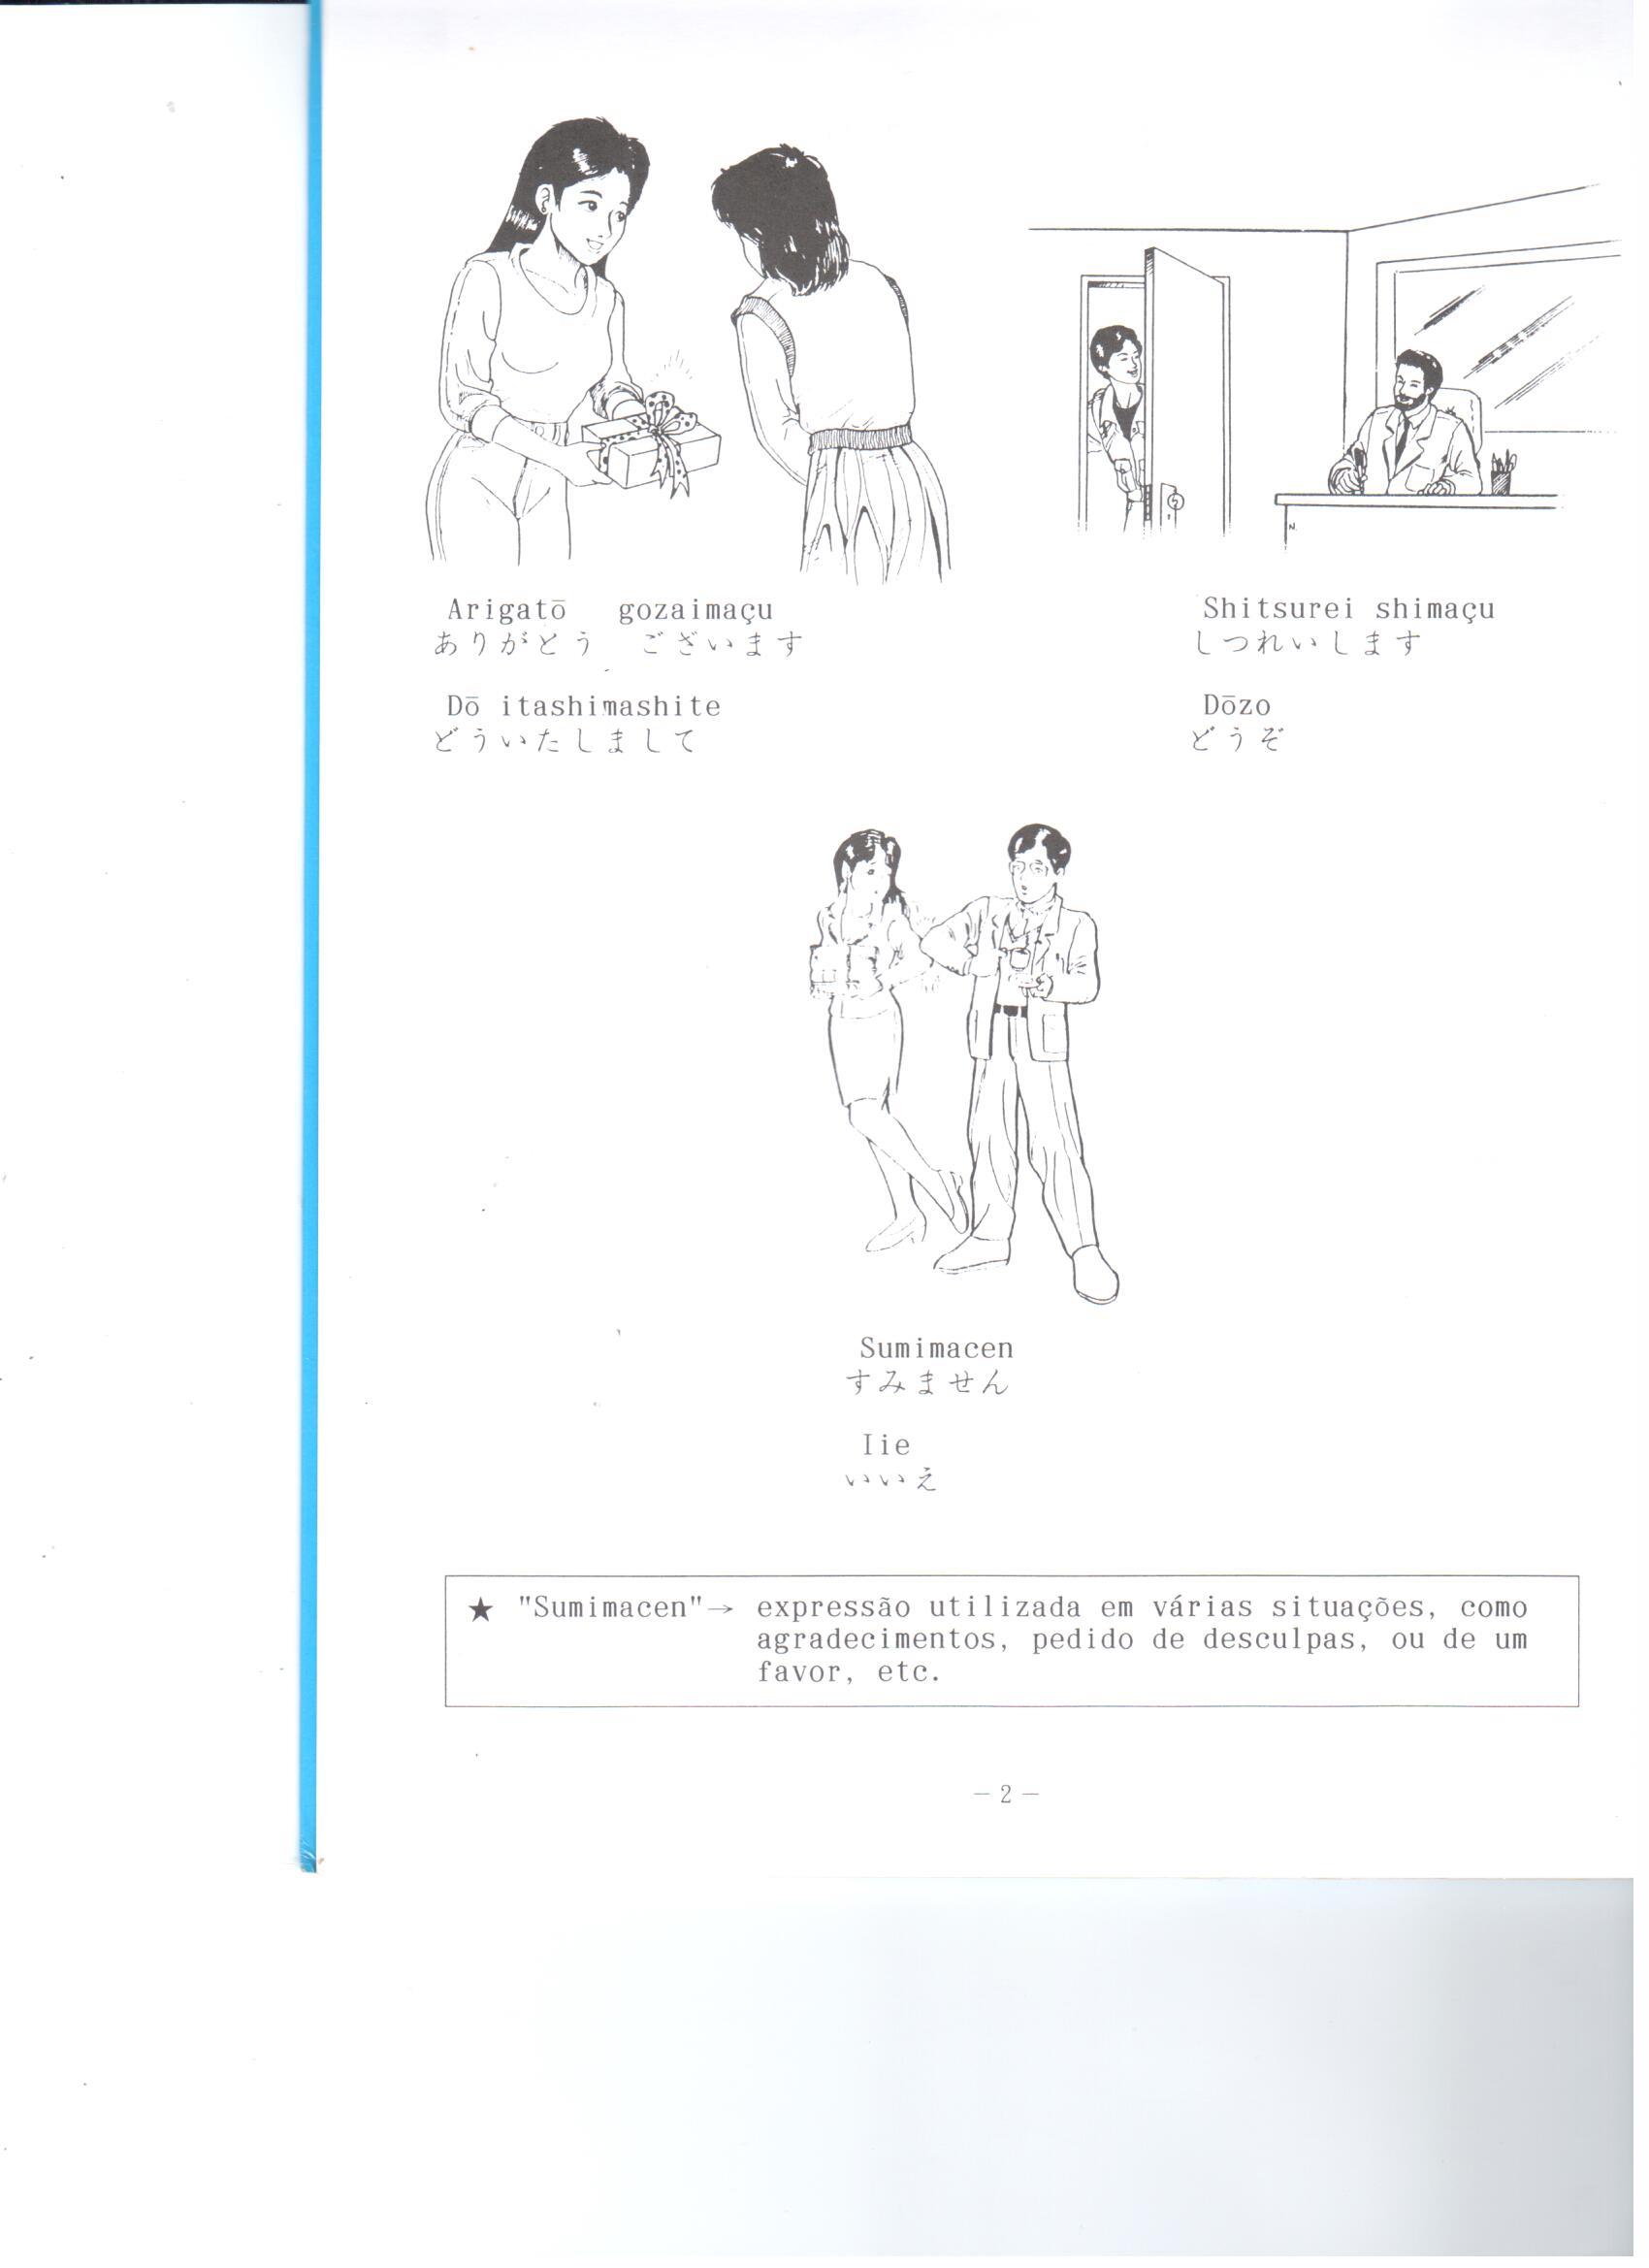 Arigatō gozaimaçu
ありがとう ございます
Dō itashimashite
どういたしまして
Shitsurei shimaçu
しつれいします
Dōzo
どうぞ
Sumimacen
すみません
Iie
いいえ
★ "Sumimacen"→ expressão utilizada em várias situações, como
agradecimentos, pedido de desculpas, ou de um
favor, etc.
— 2 —